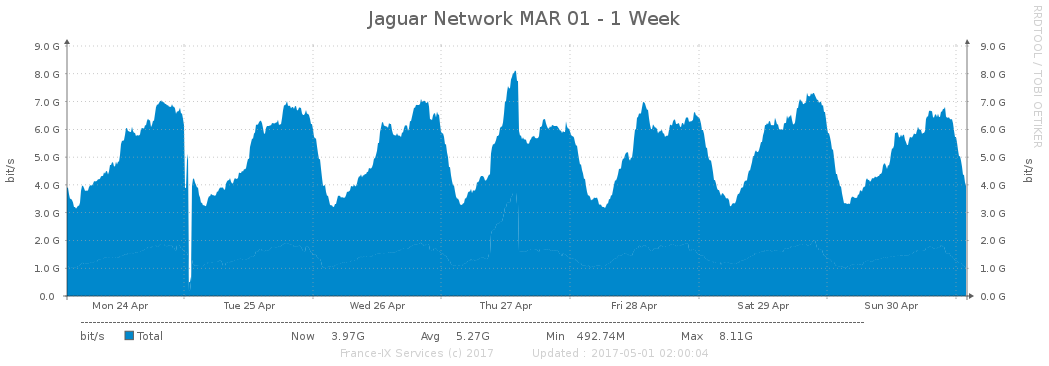 Jaguar Network MAR 01 - 1 Week
RRDTOOL / TOBI OETIKER
bit/s
9.0 G 9.0 G
8.0 G 8.0 G
7.0 G 7.0 G
6.0 G 6.0 G
5.0 G 5.0 G
4.0 G 4.0 G
3.0 G 3.0 G
2.0 G 2.0 G
1.0 G 1.0 G
0.0 0.0 G
bit/s
Mon 24 Apr Tue 25 Apr Wed 26 Apr Thu 27 Apr Fri 28 Apr Sat 29 Apr Sun 30 Apr
bit/s Total Now 3.97G Avg 5.27G Min 492.74M Max 8.11G
France-IX Services (c) 2017 Updated : 2017-05-01 02:00:04